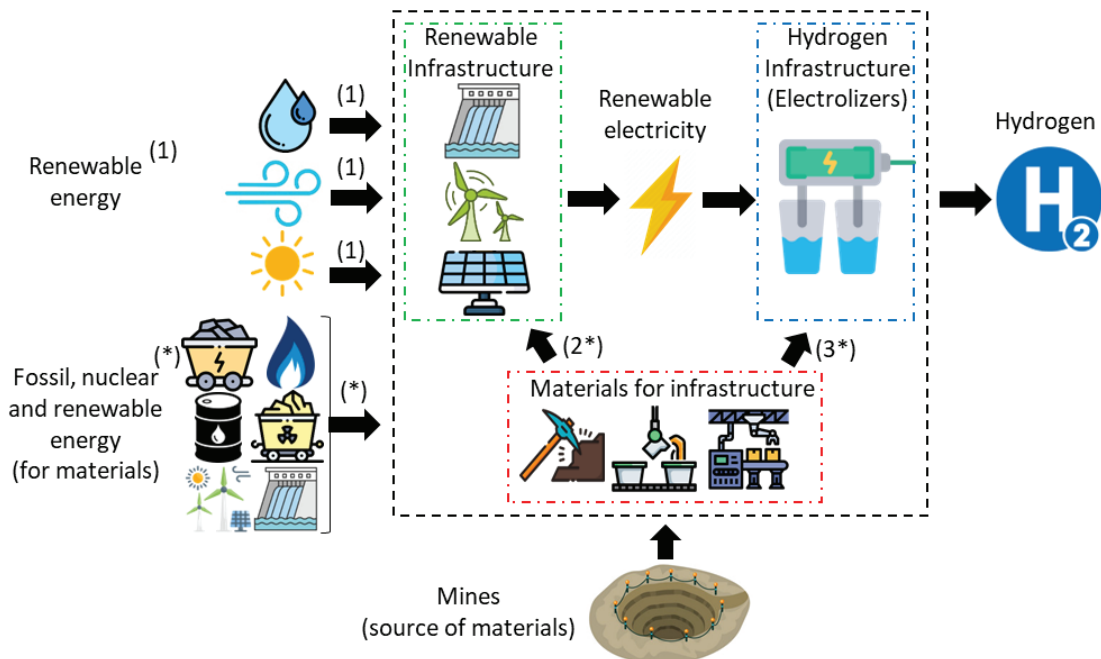 Renewable
Infrastructure
Hydrogen
Infrastructure
(Electrolizers)
Renewable
electricity
Hydrogen
H
2
Renewable (1)
energy
(1)
(1)
(1)
Fossil, nuclear
and renewable
energy
(for materials)
(*)
(*)
(2*)
(3*)
Materials for infrastructure
Mines
(source of materials)